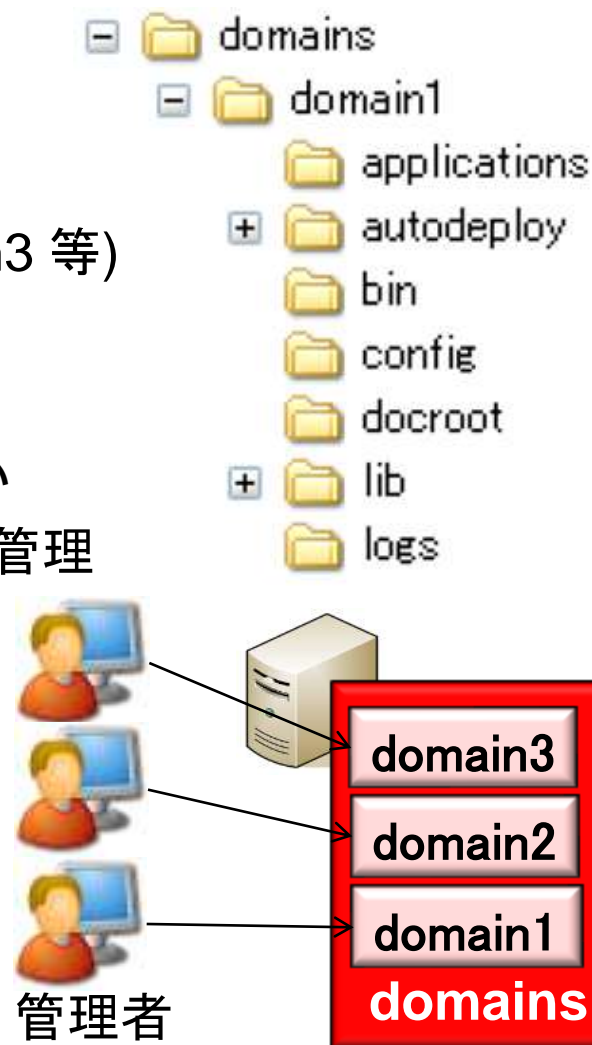 domains
domain1
applications
autodeploy
3 等)
bin
config
docroot
い
lib
管理
logs
domain3
domain2
domain1
domains
管理者